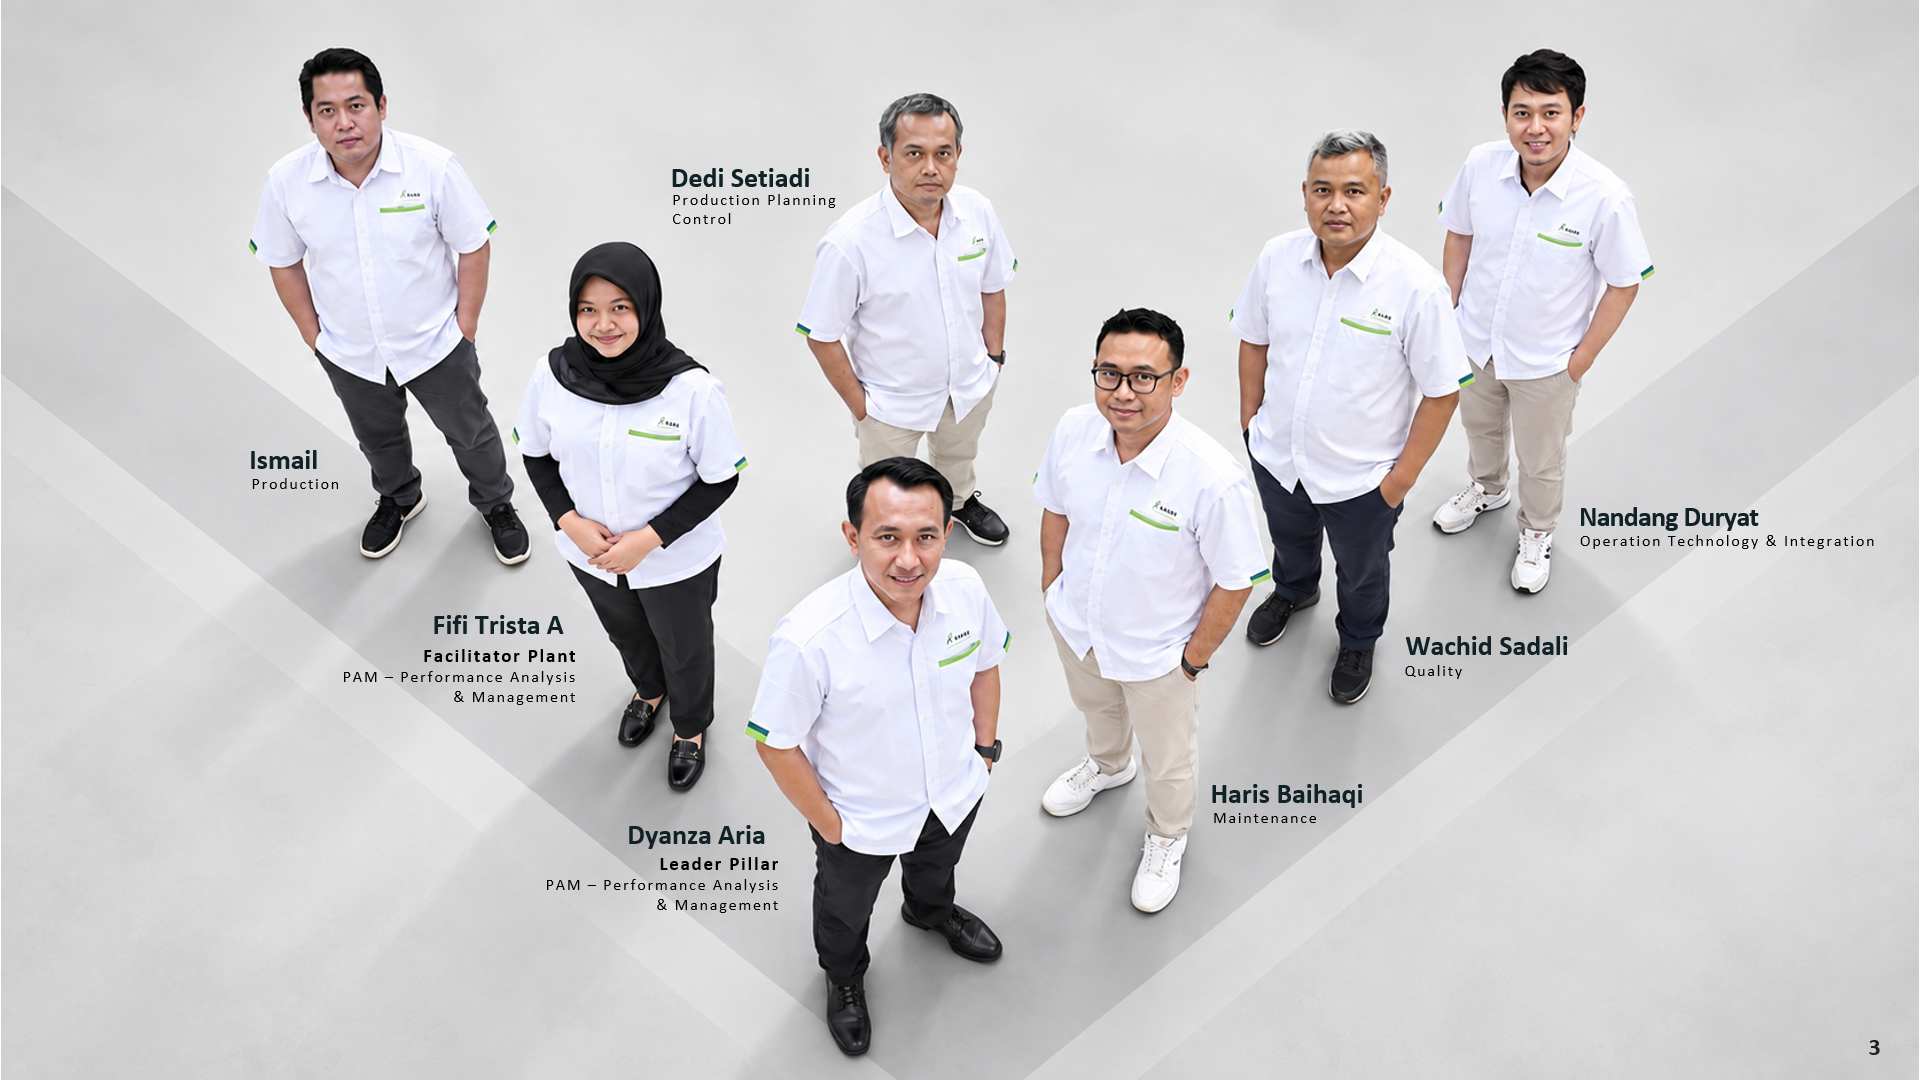 Dedi Setiadi
Production Planning
Control
Ismail
Production
Nandang Duryat
Operation Technology & Integration
Fifi Trista A
Facilitator Plant
PAM – Performance Analysis
& Management
Wachid Sadali
Quality
Haris Baihaqi
Maintenance
Dyanza Aria
Leader Pillar
PAM – Performance Analysis
& Management
3